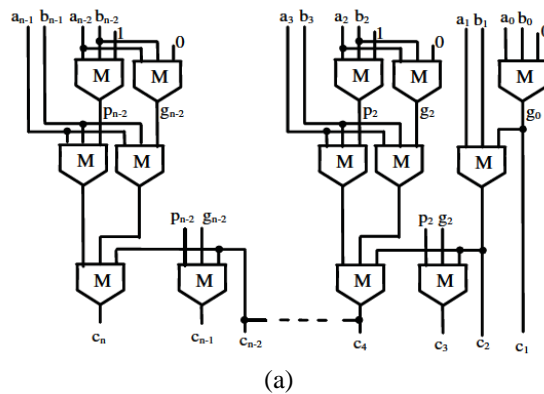 aₙ₋₁ bₙ₋₁ aₙ₋₂ bₙ₋₂ a₃ b₃ a₂ b₂ a₁ b₁ a₀ b₀
1 0 1 0 0
M M M M M
pₙ₋₂ gₙ₋₂ p₂ g₂ g₀
M M M M M
pₙ₋₂ gₙ₋₂ p₂ g₂
M M M M
cₙ cₙ₋₁ cₙ₋₂ c₄ c₃ c₂ c₁
(a)